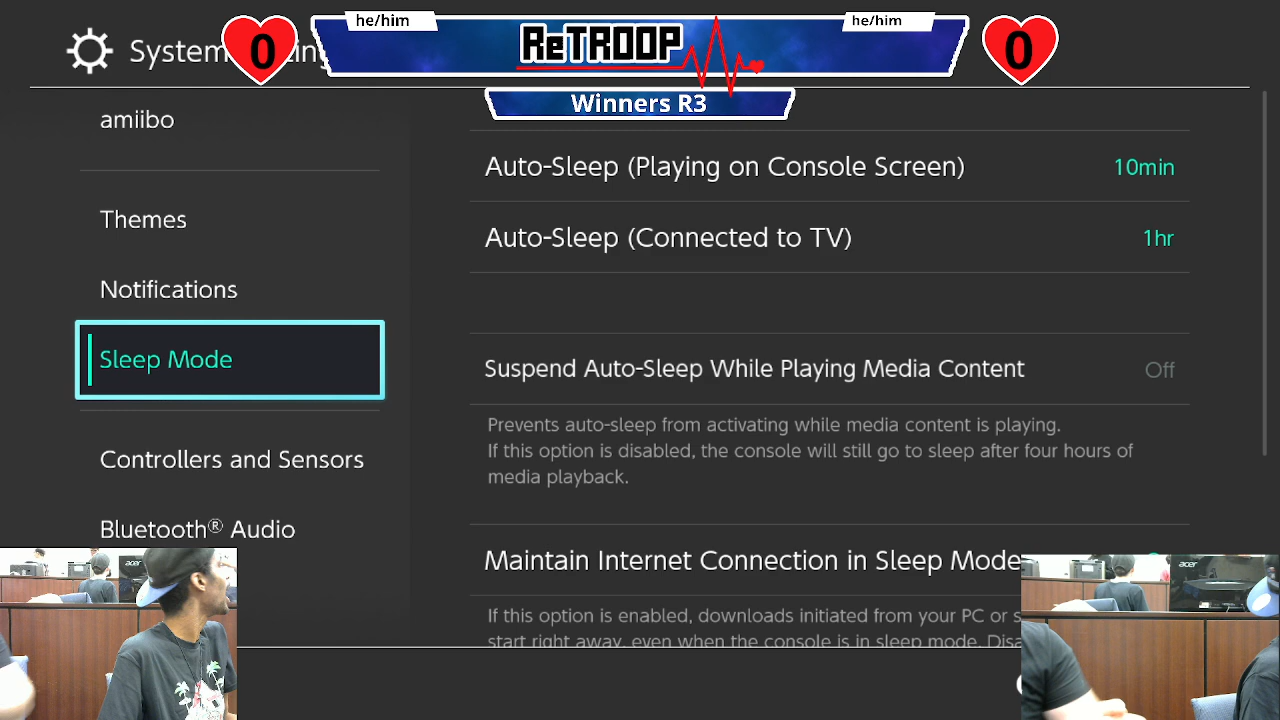 he/him
he/him
System
0
ReTROOP
0
Winners R3
amiibo
Themes
Notifications
Sleep Mode
Controllers and Sensors
Bluetooth® Audio
Auto-Sleep (Playing on Console Screen) 10min
Auto-Sleep (Connected to TV) 1hr
Suspend Auto-Sleep While Playing Media Content Off
Prevents auto-sleep from activating while media content is playing.
If this option is disabled, the console will still go to sleep after four hours of
media playback.
Maintain Internet Connection in Sleep Mode
If this option is enabled, downloads initiated from your PC or s
start right away, even when the console is in sleep mode. Disa
acer
acer